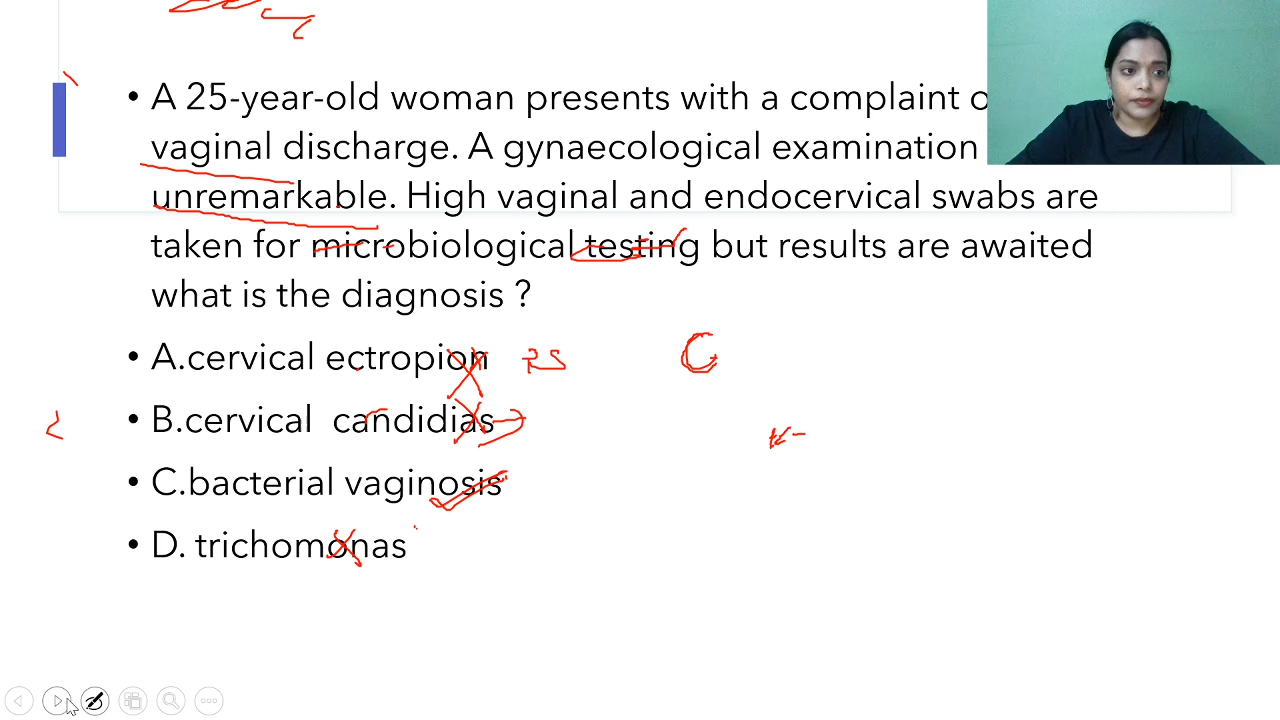 • A 25-year-old woman presents with a complaint
vaginal discharge. A gynaecological examination
unremarkable. High vaginal and endocervical swabs are
taken for microbiological testing but results are awaited
what is the diagnosis ?
• A.cervical ectropion
C
• B.cervical candidias
• C.bacterial vaginosis
• D. trichomonas